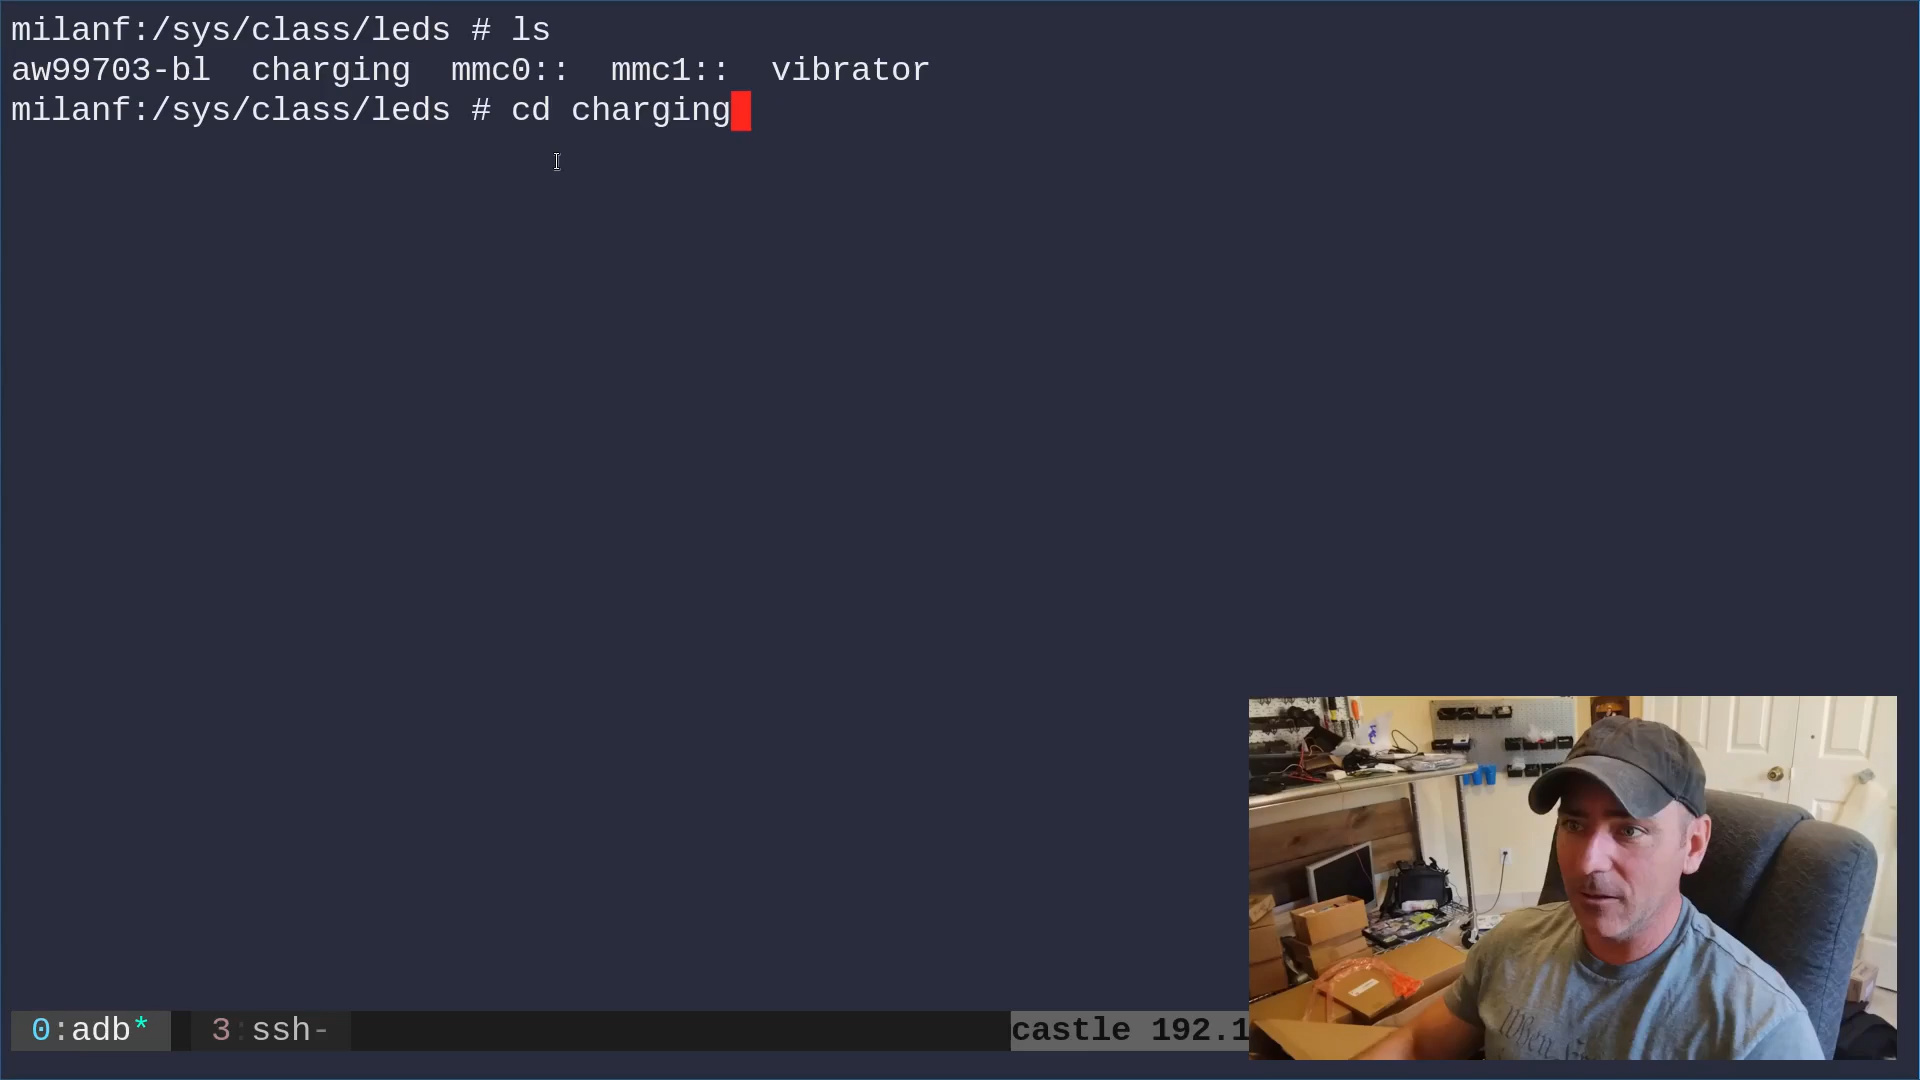 milanf:/sys/class/leds # ls
aw99703-bl  charging  mmc0::  mmc1::  vibrator
milanf:/sys/class/leds # cd charging
0:adb*  3:ssh-  castle 192.1